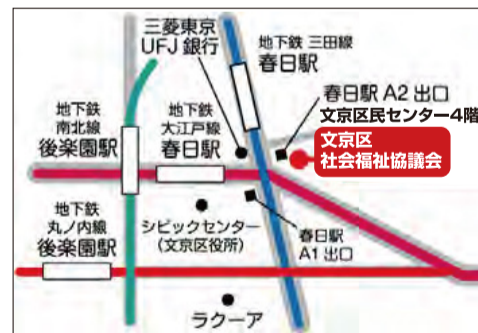 三菱東京
UFJ 銀行
地下鉄 三田線
春日駅
春日駅 A2 出口
文京区民センター4階
文京区
社会福祉協議会
地下鉄
南北線
後楽園駅
地下鉄
大江戸線
春日駅
地下鉄
丸ノ内線
後楽園駅
シビックセンター
(文京区役所)
春日駅
A1 出口
ラクーア